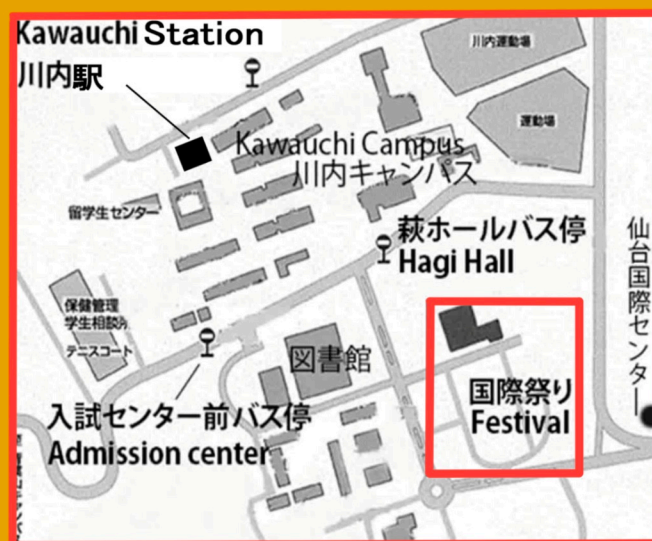 Kawauchi Station
川内駅
川内運動場
運動場
Kawauchi Campus
川内キャンパス
留学生センター
萩ホールバス停
Hagi Hall
仙台国際センター
保健管理
学生相談所
テニスコート
図書館
国際祭り
Festival
入試センター前バス停
Admission center